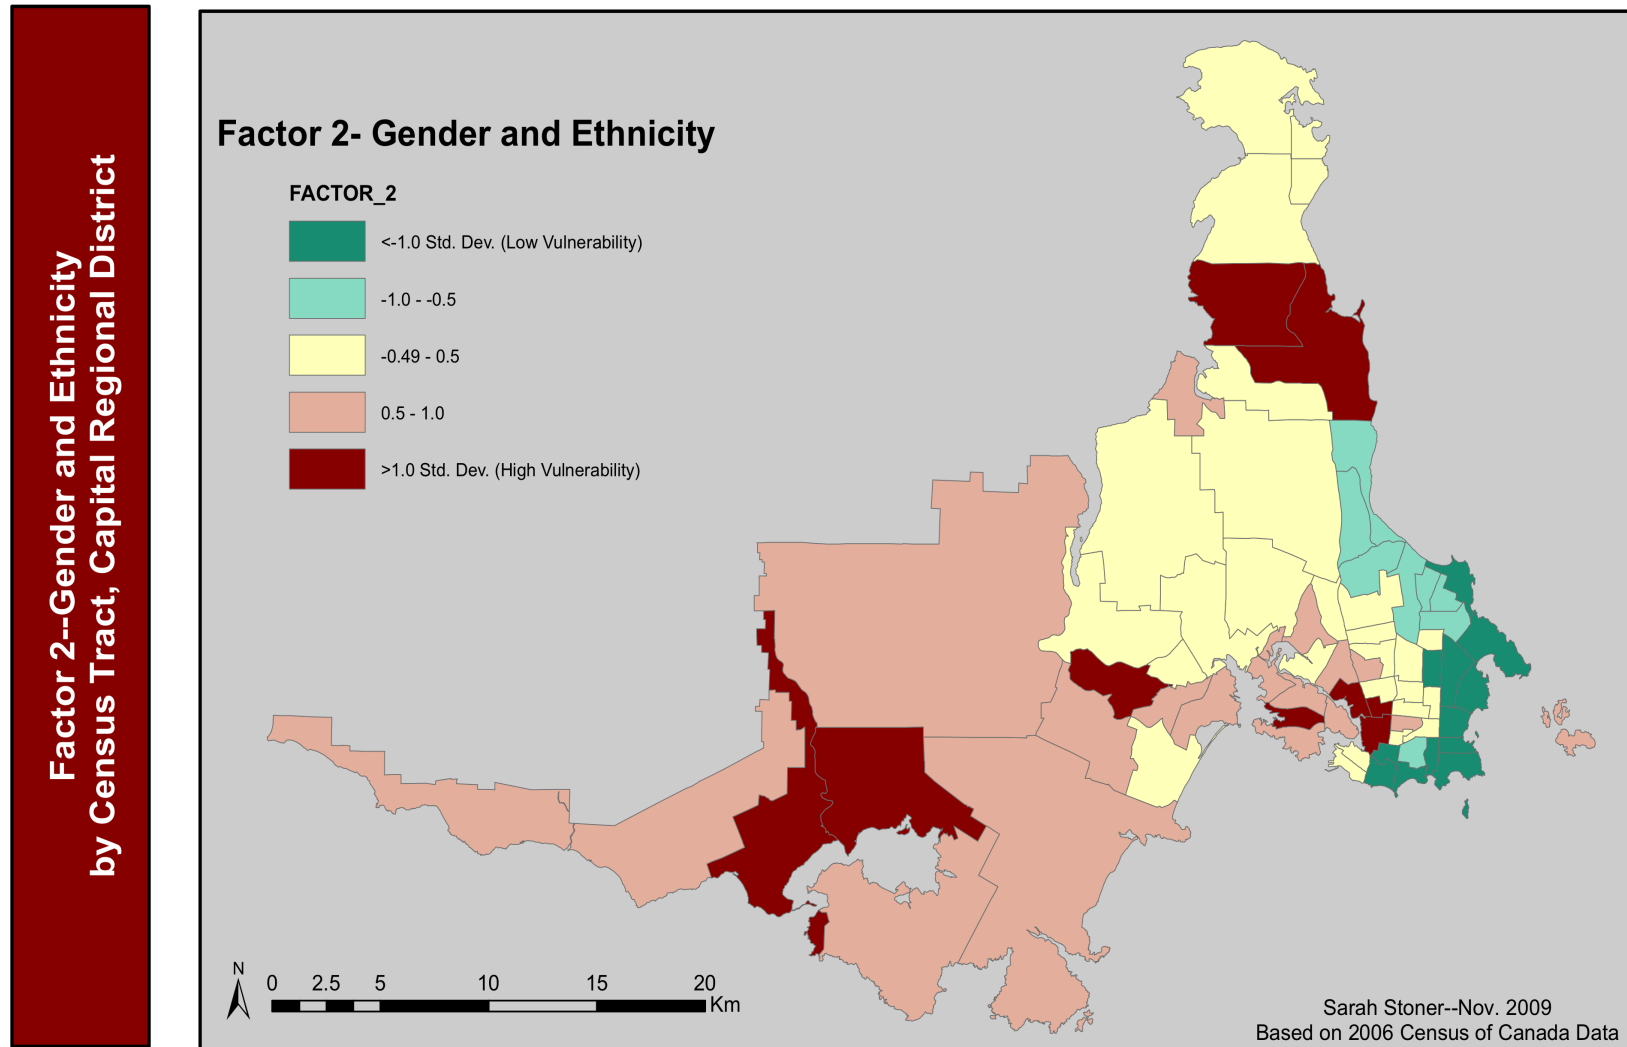 Factor 2--Gender and Ethnicity
by Census Tract, Capital Regional District
Factor 2- Gender and Ethnicity
FACTOR_2
<-1.0 Std. Dev. (Low Vulnerability)
-1.0 - -0.5
-0.49 - 0.5
0.5 - 1.0
>1.0 Std. Dev. (High Vulnerability)
N
0 2.5 5 10 15 20
Km
Sarah Stoner--Nov. 2009
Based on 2006 Census of Canada Data